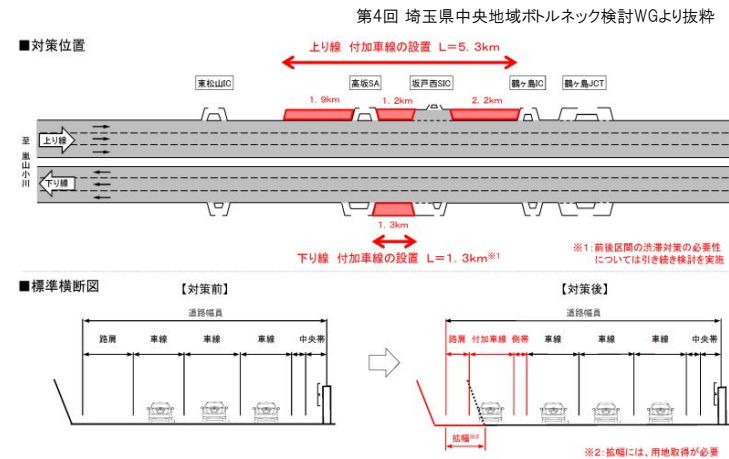 第4回 埼玉県中央地域ボトルネック検討WGより抜粋
■対策位置
上り線 付加車線の設置 L=5.3km
東松山IC
高坂SA
坂戸西SIC
鶴ヶ島IC
鶴ヶ島JCT
1.9km
1.2km
2.2km
至 嵐山小川
上り線
下り線
1.3km
下り線 付加車線の設置 L=1.3km※1
※1:前後区間の渋滞対策の必要性
については引き続き検討を実施
■標準横断図
【対策前】
【対策後】
道路幅員
路肩 車線 車線 車線 中央帯
道路幅員
路肩 付加車線 側帯 車線 車線 車線 中央帯
拡幅※2
※2:拡幅には、用地取得が必要